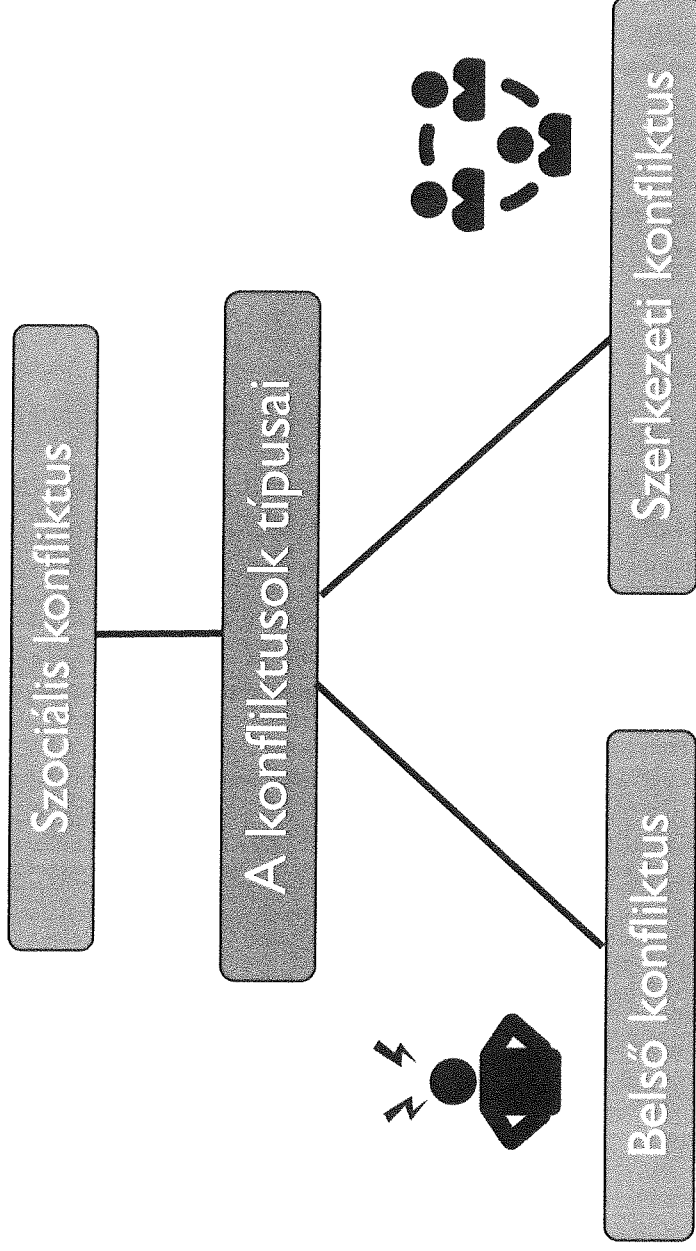 Szociális konfliktus
A konfliktusok típusai
Belső konfliktus
Szerkezeti konfliktus